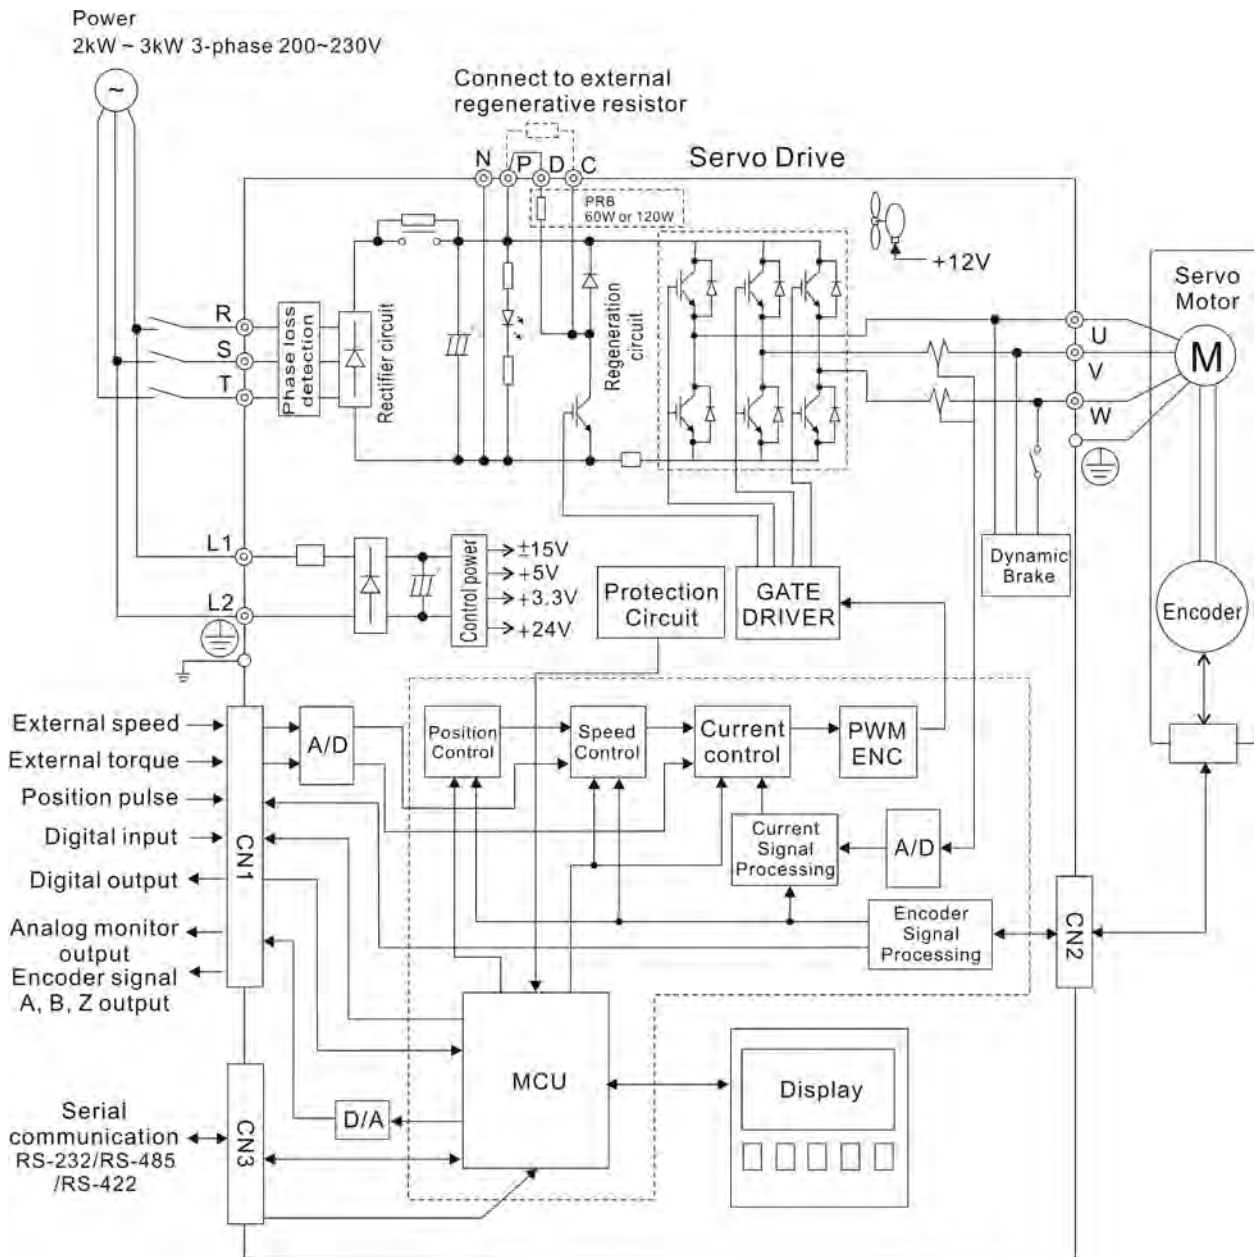 Power
2kW ~ 3kW 3-phase 200~230V
~
Connect to external
regenerative resistor
N
P
D
C
Servo Drive
PRB
60W or 120W
+12V
Servo
Motor
R
S
T
Phase loss
detection
Rectifier circuit
Regeneration
circuit
U
V
W
M
L1
L2
Control power
±15V
+5V
+3.3V
+24V
Protection
Circuit
GATE
DRIVER
Dynamic
Brake
Encoder
External speed
External torque
Position pulse
Digital input
Digital output
Analog monitor
output
Encoder signal
A, B, Z output
CN1
A/D
Position
Control
Speed
Control
Current
control
PWM
ENC
Current
Signal
Processing
A/D
Encoder
Signal
Processing
CN2
MCU
Display
D/A
CN3
Serial
communication
RS-232/RS-485
/RS-422